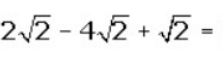 2√2 − 4√2 + √2 =